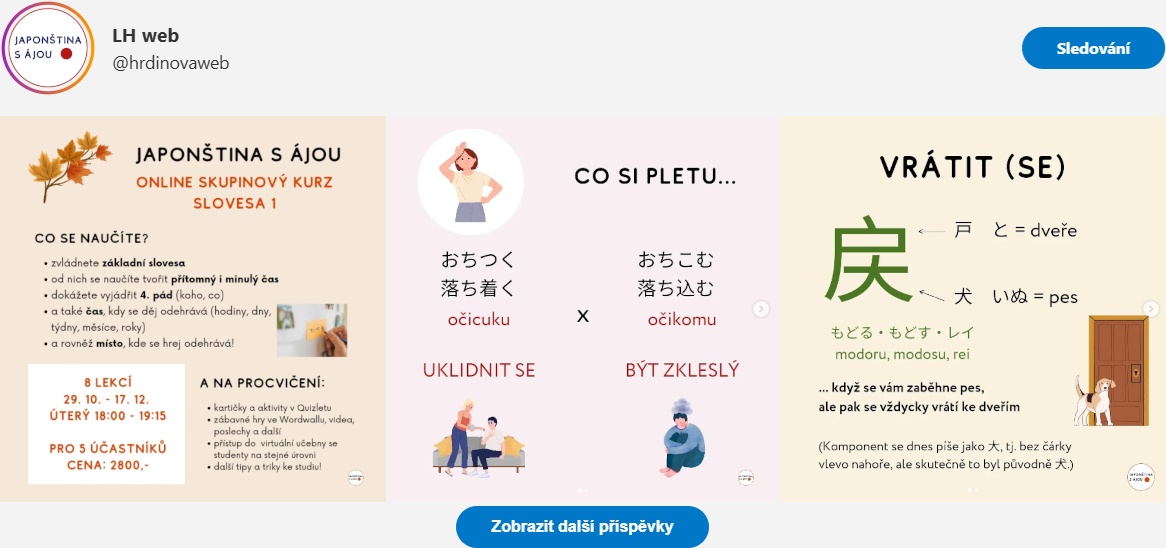 JAPONŠTINA
S ÁJOU
LH web
@hrdinovaweb
Sledování
JAPONŠTINA S ÁJOU
ONLINE SKUPINOVÝ KURZ
SLOVESA 1
CO SE NAUČÍTE?
• zvládnete základní slovesa
• od nich se naučíte tvořit přítomný i minulý čas
• dokážete vyjádřit 4. pád (koho, co)
• a také čas, kdy se děj odehrává (hodiny, dny,
týdny, měsíce, roky)
• a rovněž místo, kde se hrej odehrává!
8 LEKCÍ
29. 10. - 17. 12.
ÚTERÝ 18:00 - 19:15
PRO 5 ÚČASTNÍKŮ
CENA: 2800,-
A NA PROCVIČENÍ:
• kartičky a aktivity v Quizletu
• zábavné hry ve Wordwallu, videa,
poslechy a další
• přístup do virtuální učebny se
studenty na stejné úrovni
• další tipy a triky ke studiu!
CO SI PLETU...
おちつく
落ち着く
očicuku
x
おちこむ
落ち込む
očikomu
UKLIDNIT SE
BÝT ZKLESLÝ
VRÁTIT (SE)
戻
戸 と = dveře
犬 いぬ = pes
もどる・もどす・レイ
modoru, modosu, rei
... když se vám zaběhne pes,
ale pak se vždycky vrátí ke dveřím
(Komponent se dnes píše jako 大, tj. bez čárky
vlevo nahoře, ale skutečně to byl původně 犬.)
JAPONŠTINA
S ÁJOU
Zobrazit další příspěvky